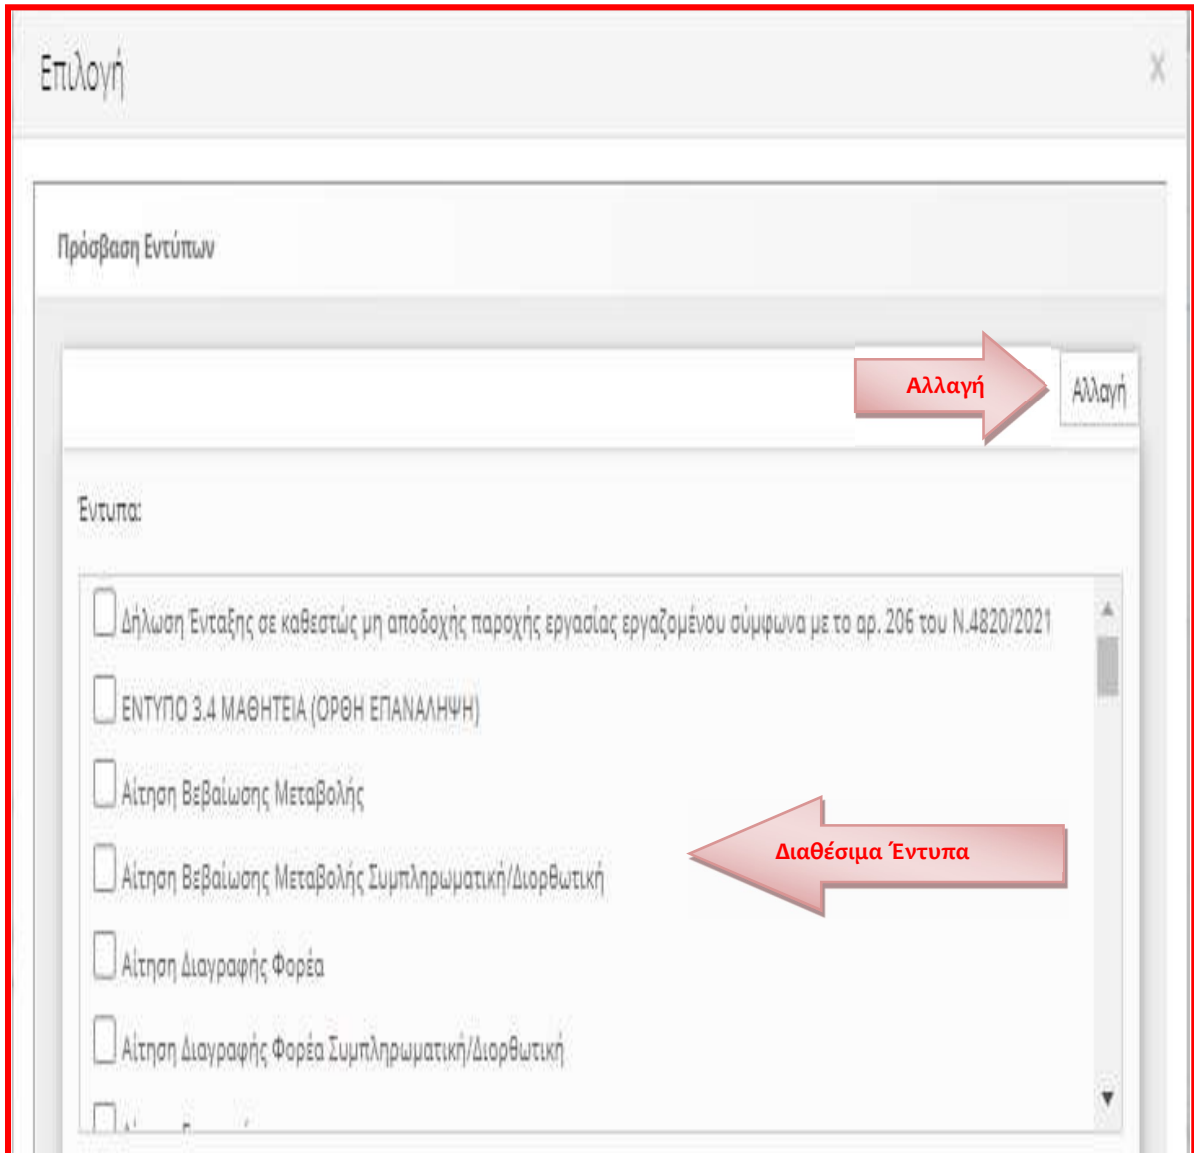 Επιλογή
Πρόσβαση Εντύπων
Αλλαγή
Αλλαγή
Έντυπα:
Δήλωση Ένταξης σε καθεστώς μη αποδοχής παροχής εργασίας εργαζομένου σύμφωνα με το αρ. 206 του Ν.4820/2021
ΕΝΤΥΠΟ 3.4 ΜΑΘΗΤΕΙΑ (ΟΡΘΗ ΕΠΑΝΑΛΗΨΗ)
Αίτηση Βεβαίωσης Μεταβολής
Αίτηση Βεβαίωσης Μεταβολής Συμπληρωματική/Διορθωτική
Διαθέσιμα Έντυπα
Αίτηση Διαγραφής Φορέα
Αίτηση Διαγραφής Φορέα Συμπληρωματική/Διορθωτική